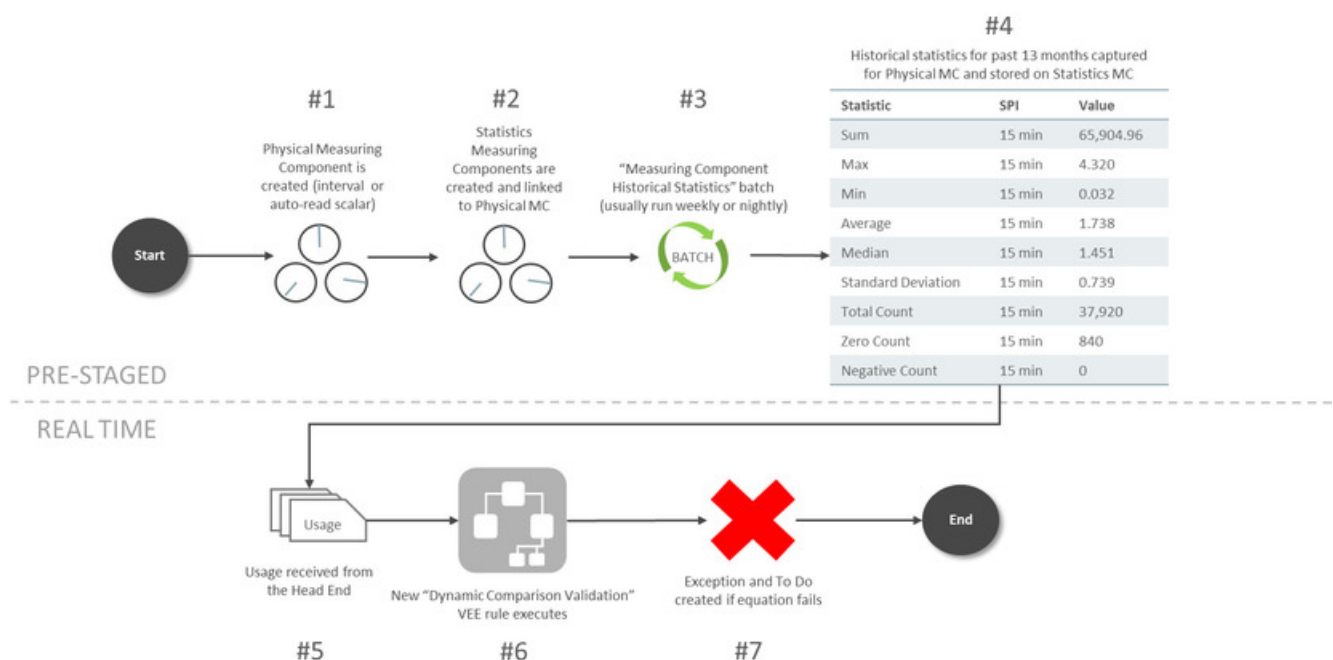 #4
Historical statistics for past 13 months captured
for Physical MC and stored on Statistics MC
#1
#2
#3
Physical Measuring
Component is
created (interval or
auto-read scalar)
Statistics
Measuring
Components are
created and linked
to Physical MC
“Measuring Component
Historical Statistics” batch
(usually run weekly or nightly)
Start
BATCH
Statistic SPI Value
Sum 15 min 65,904.96
Max 15 min 4.320
Min 15 min 0.032
Average 15 min 1.738
Median 15 min 1.451
Standard Deviation 15 min 0.739
Total Count 15 min 37,920
Zero Count 15 min 840
Negative Count 15 min 0
PRE-STAGED
REAL TIME
Usage
End
Usage received from
the Head End
New “Dynamic Comparison Validation”
VEE rule executes
Exception and To Do
created if equation fails
#5
#6
#7